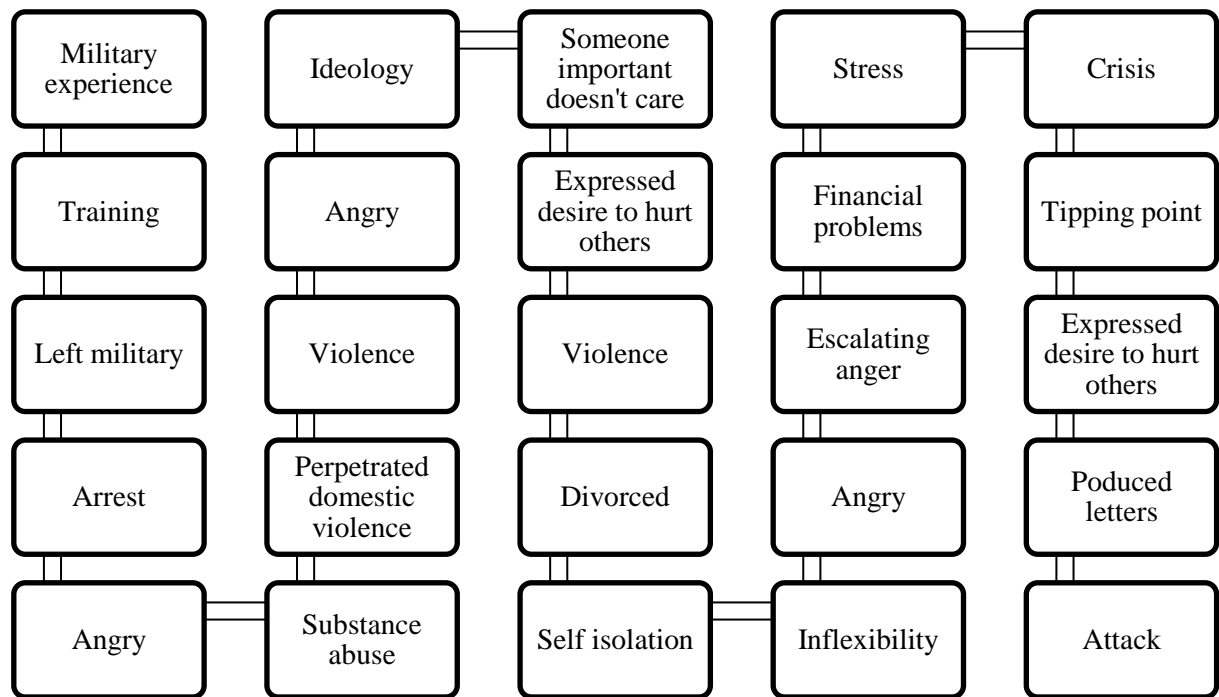 Military
experience
Training
Left military
Arrest
Angry
Substance
abuse
Perpetrated
domestic
violence
Violence
Angry
Ideology
Someone
important
doesn't care
Expressed
desire to hurt
others
Violence
Divorced
Self isolation
Inflexibility
Angry
Escalating
anger
Financial
problems
Stress
Crisis
Tipping point
Expressed
desire to hurt
others
Poduced
letters
Attack